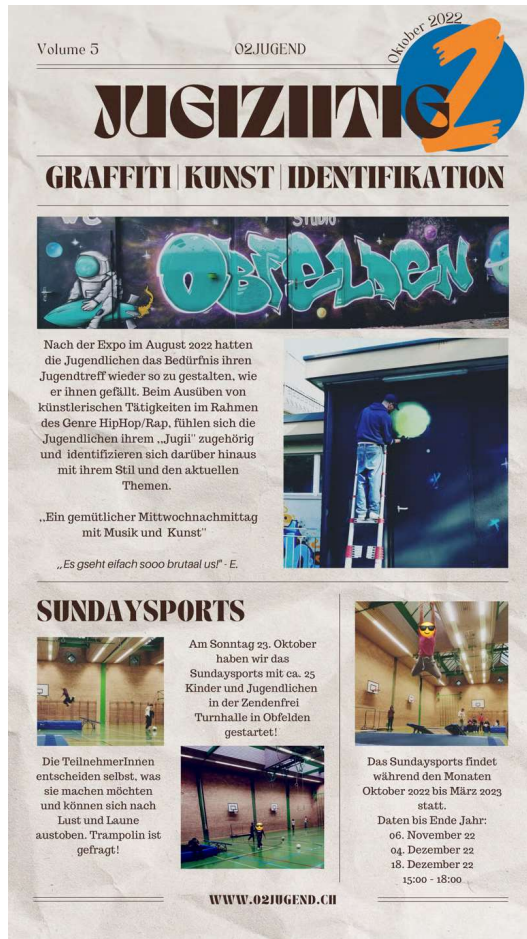 Volume 5
O2JUGEND
Oktober 2022
2
JUGIZIITIG
GRAFFITI | KUNST | IDENTIFIKATION
STUDIO
OBFELDEN
Nach der Expo im August 2022 hatten
die Jugendlichen das Bedürfnis ihren
Jugendtreff wieder so zu gestalten, wie
er ihnen gefällt. Beim Ausüben von
künstlerischen Tätigkeiten im Rahmen
des Genre HipHop/Rap, fühlen sich die
Jugendlichen ihrem ,,Jugii" zugehörig
und identifizieren sich darüber hinaus
mit ihrem Stil und den aktuellen
Themen.
,,Ein gemütlicher Mittwochnachmittag
mit Musik und Kunst"
,,Es gseht eifach sooo brutaal us!" - E.
SUNDAYSPORTS
Die TeilnehmerInnen
entscheiden selbst, was
sie machen möchten
und können sich nach
Lust und Laune
austoben. Trampolin ist
gefragt!
Am Sonntag 23. Oktober
haben wir das
Sundaysports mit ca. 25
Kinder und Jugendlichen
in der Zendenfrei
Turnhalle in Obfelden
gestartet!
Das Sundaysports findet
während den Monaten
Oktober 2022 bis März 2023
statt.
Daten bis Ende Jahr:
06. November 22
04. Dezember 22
18. Dezember 22
15:00 - 18:00
WWW.O2JUGEND.CH